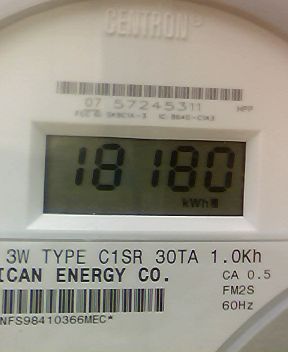 CENTRON®
07 57245311 HPP
18180
kWh
3W TYPE C1SR 30TA 1.0Kh
ICAN ENERGY CO.
CA 0.5
FM2S
60Hz
NFS98410366MEC*